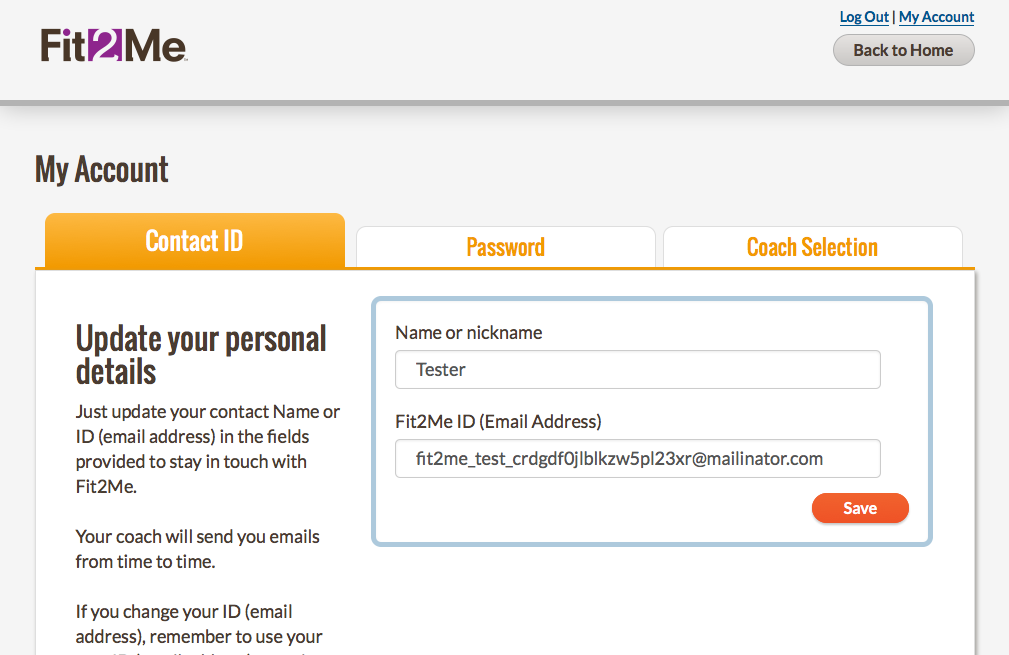 Log Out | My Account
Fit2Me
Back to Home
My Account
Contact ID
Password
Coach Selection
Update your personal
details
Just update your contact Name or
ID (email address) in the fields
provided to stay in touch with
Fit2Me.
Your coach will send you emails
from time to time.
If you change your ID (email
address), remember to use your
Name or nickname
Tester
Fit2Me ID (Email Address)
fit2me_test_crdgdf0jlblkzw5pl23xr@mailinator.com
Save